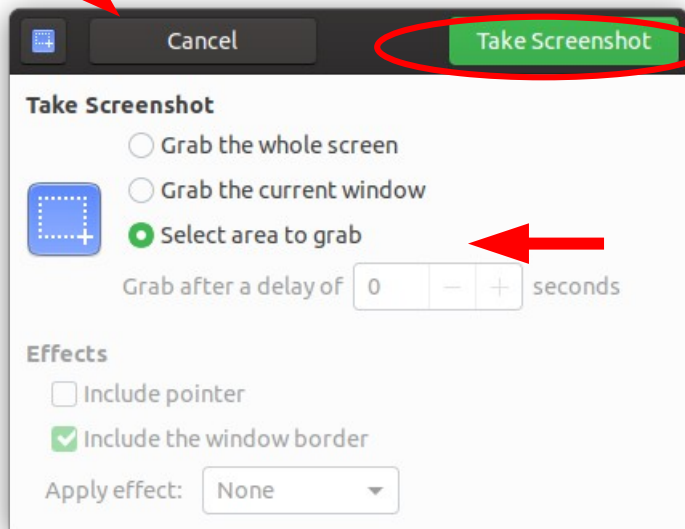 Cancel Take Screenshot
Take Screenshot
Grab the whole screen
Grab the current window
Select area to grab
Grab after a delay of 0 − + seconds
Effects
Include pointer
Include the window border
Apply effect: None